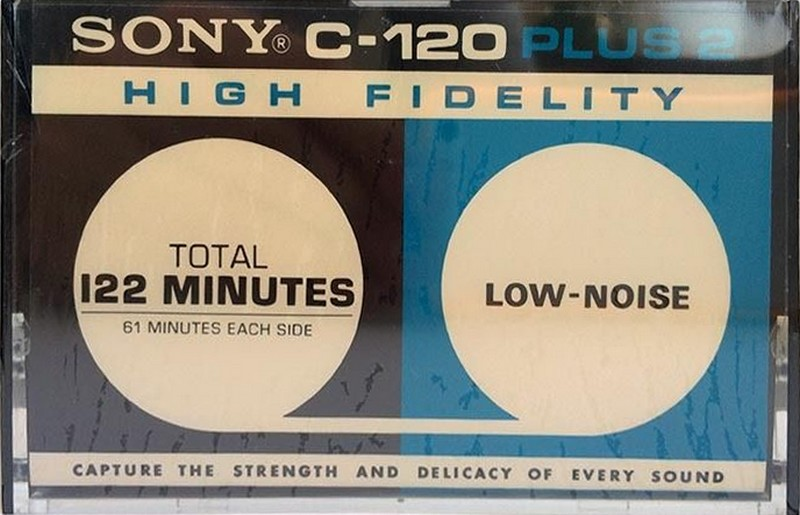 SONY® C-120 PLUS 2
HIGH FIDELITY
TOTAL
122 MINUTES
61 MINUTES EACH SIDE
LOW-NOISE
CAPTURE THE STRENGTH AND DELICACY OF EVERY SOUND